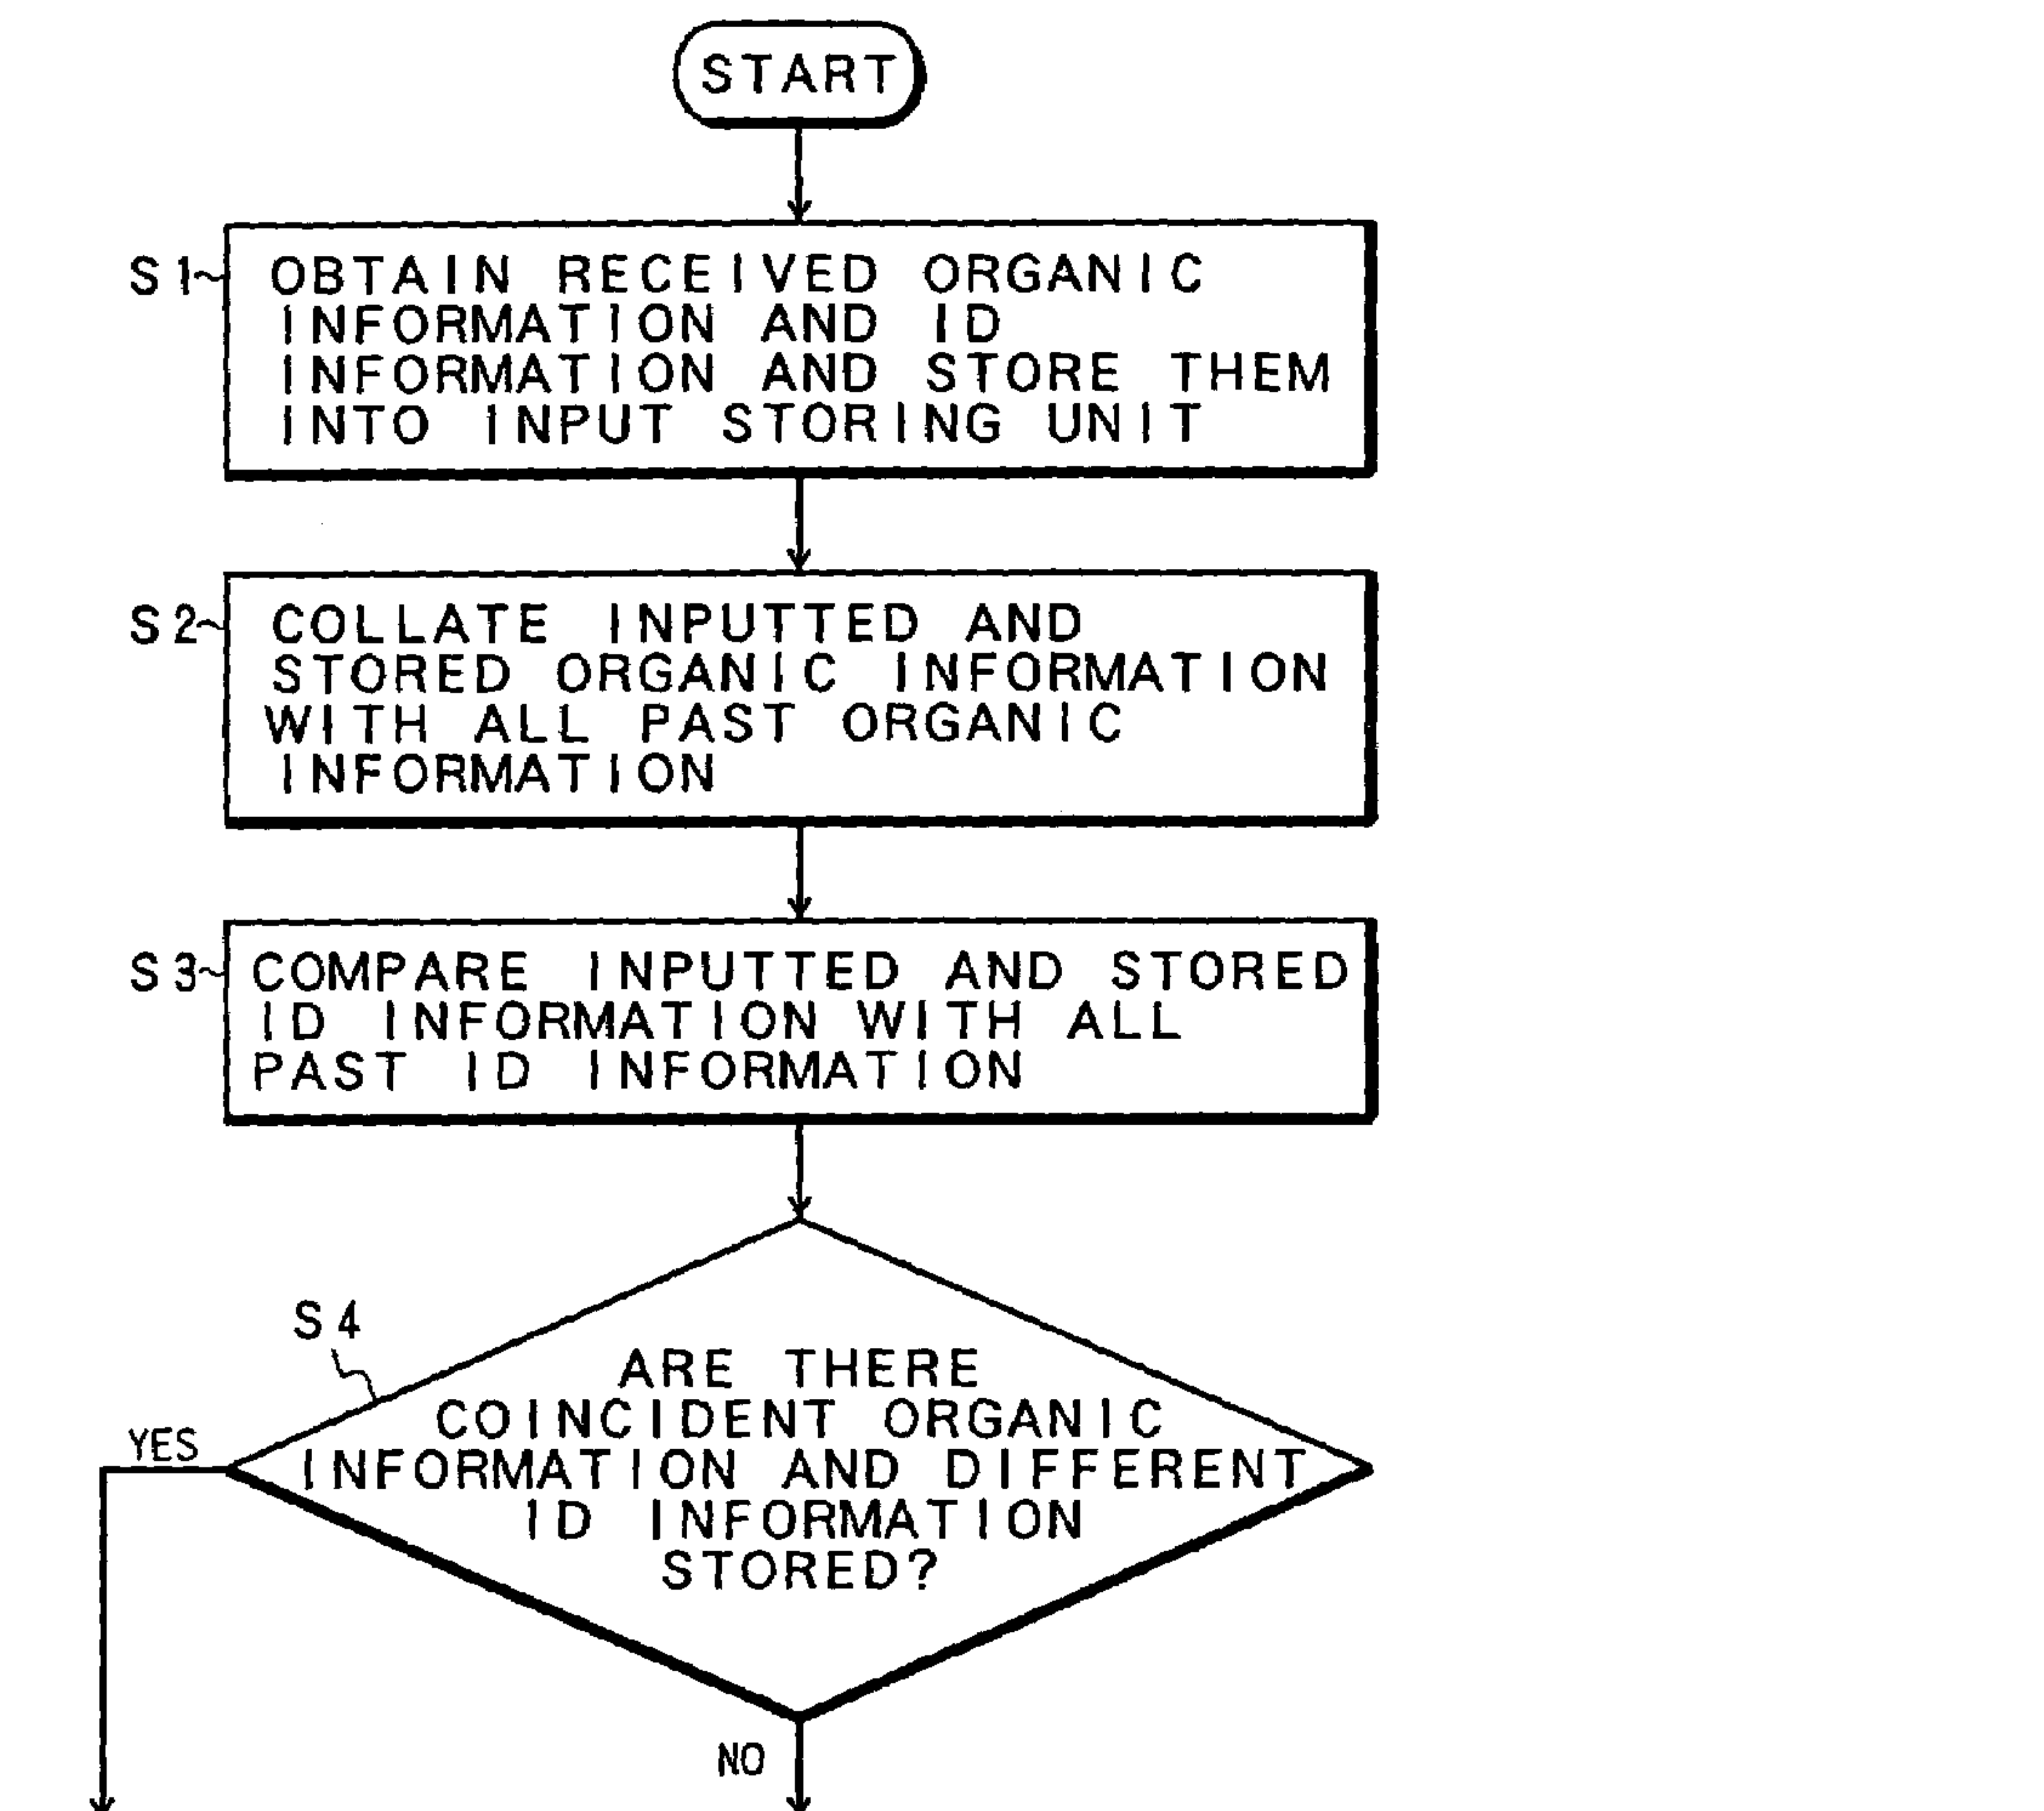 START
S1
OBTAIN RECEIVED ORGANIC
INFORMATION AND ID
INFORMATION AND STORE THEM
INTO INPUT STORING UNIT
S2
COLLATE INPUTTED AND
STORED ORGANIC INFORMATION
WITH ALL PAST ORGANIC
INFORMATION
S3
COMPARE INPUTTED AND STORED
ID INFORMATION WITH ALL
PAST ID INFORMATION
S4
ARE THERE
COINCIDENT ORGANIC
INFORMATION AND DIFFERENT
ID INFORMATION
STORED?
YES
NO